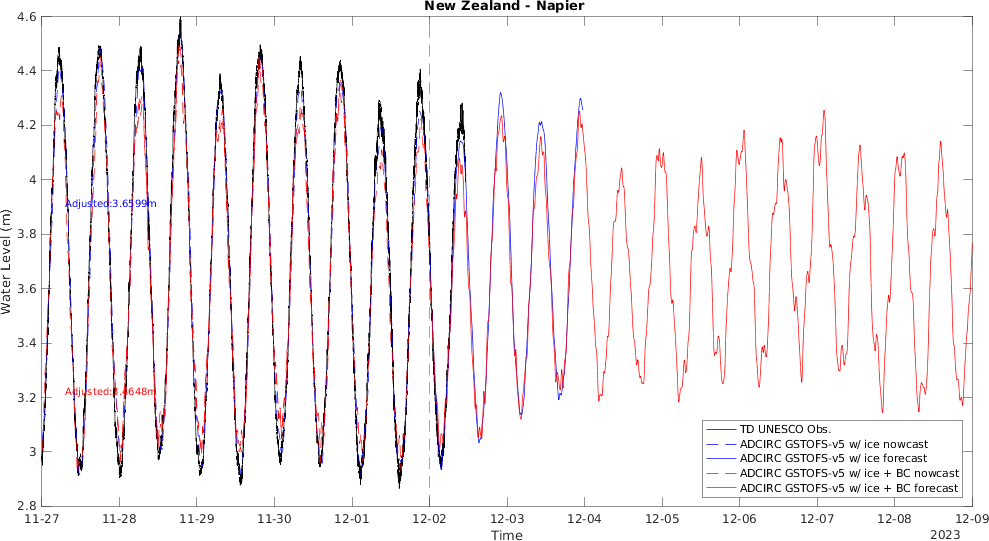 New Zealand - Napier
Water Level (m)
4.6
4.4
4.2
4
3.8
3.6
3.4
3.2
3
2.8
Adjusted:3.6599m
TD UNESCO Obs.
ADCIRC GSTOFS-v5 w/ ice nowcast
ADCIRC GSTOFS-v5 w/ ice forecast
ADCIRC GSTOFS-v5 w/ ice + BC nowcast
ADCIRC GSTOFS-v5 w/ ice + BC forecast
11-27 11-28 11-29 11-30 12-01 12-02 12-03 12-04 12-05 12-06 12-07 12-08 12-09
Time
2023